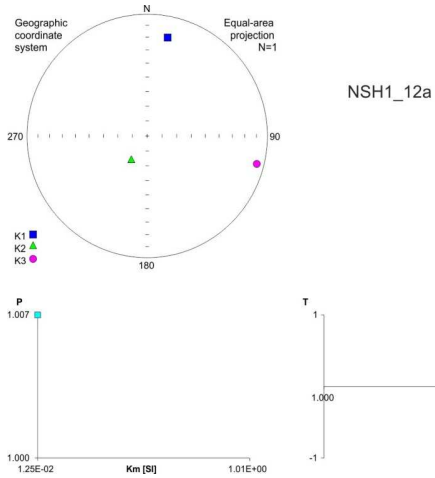 Geographic
coordinate
system
N
Equal-area
projection
N=1
NSH1_12a
270
90
180
K1
K2
K3
P
1.007
1.000
1.25E-02
Km [SI]
1.01E+00
T
1
1.000
-1